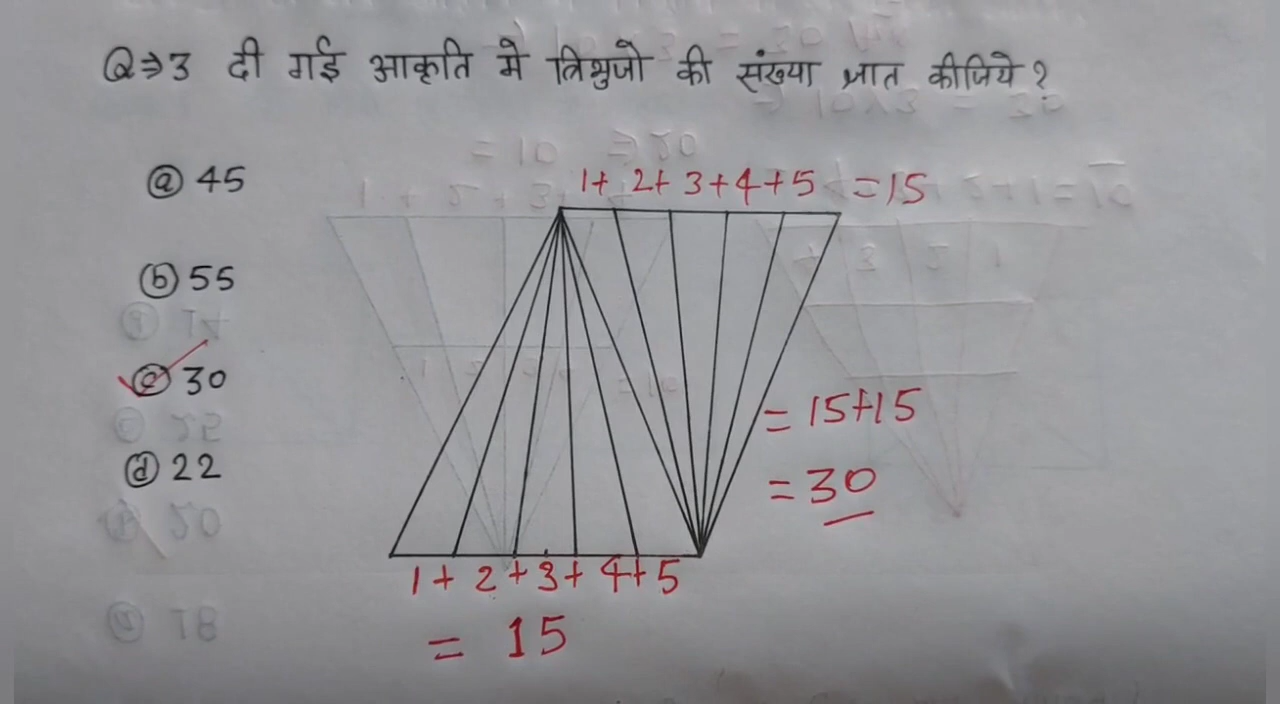 Q⇒3 दी गई आकृति मे त्रिभुजो की संख्या ज्ञात कीजिये ?
ⓐ 45
1+ 2+ 3+4+5 =15
ⓑ 55
ⓒ 30
= 15+15
ⓓ 22
= 30
1+ 2+3+ 4+5
= 15